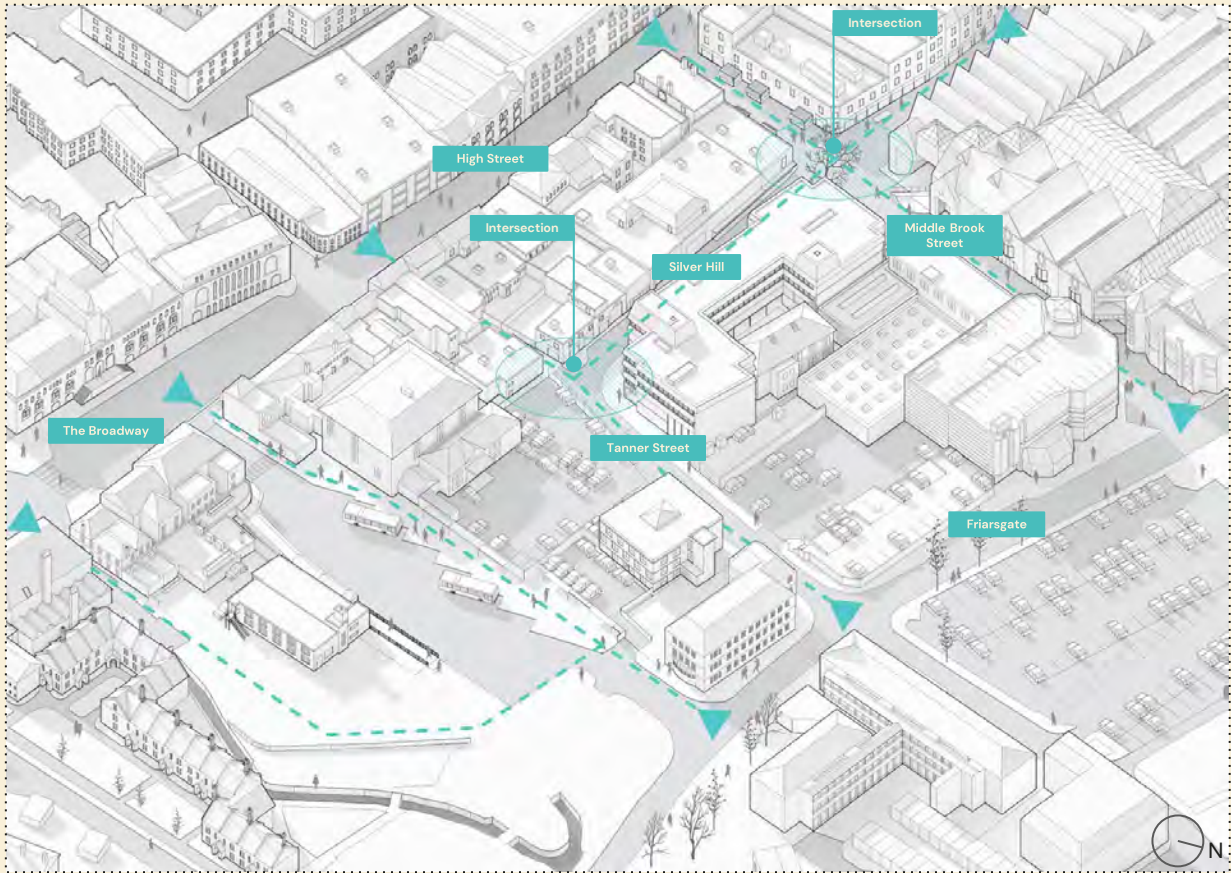 Intersection
High Street
Intersection
Middle Brook
Street
Silver Hill
The Broadway
Tanner Street
Friarsgate
N